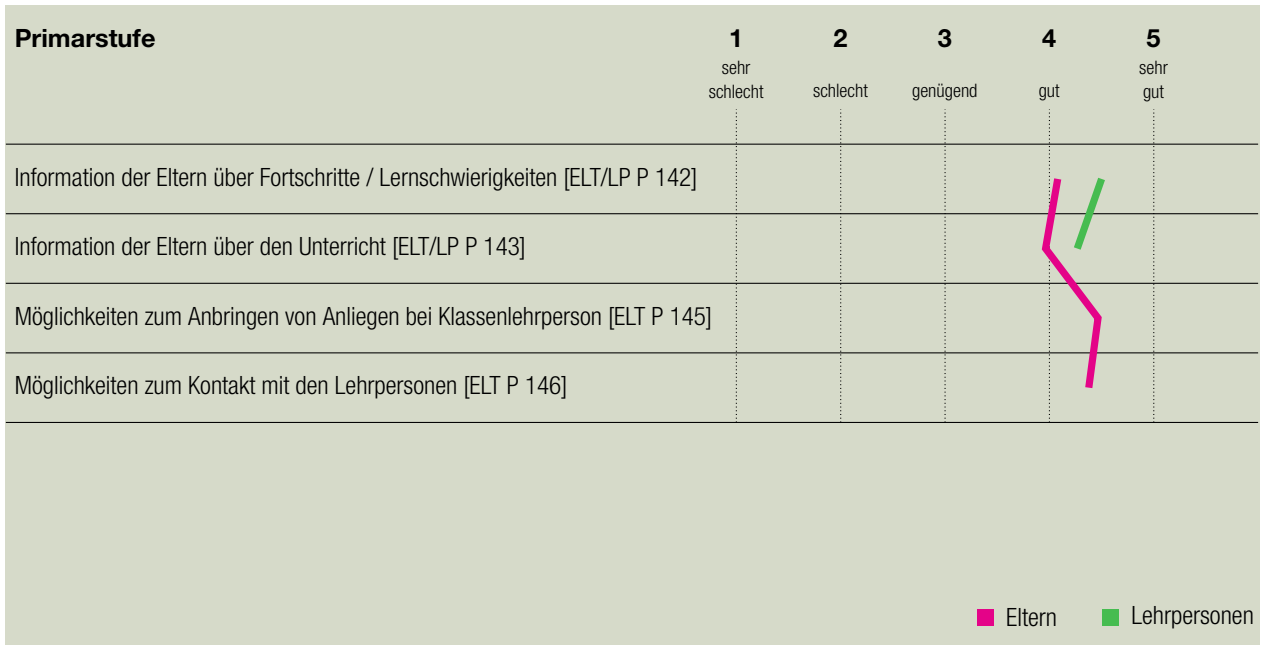 Primarstufe 1 2 3 4 5
sehr sehr
schlecht schlecht genügend gut gut
Information der Eltern über Fortschritte / Lernschwierigkeiten [ELT/LP P 142]
Information der Eltern über den Unterricht [ELT/LP P 143]
Möglichkeiten zum Anbringen von Anliegen bei Klassenlehrperson [ELT P 145]
Möglichkeiten zum Kontakt mit den Lehrpersonen [ELT P 146]
Eltern Lehrpersonen